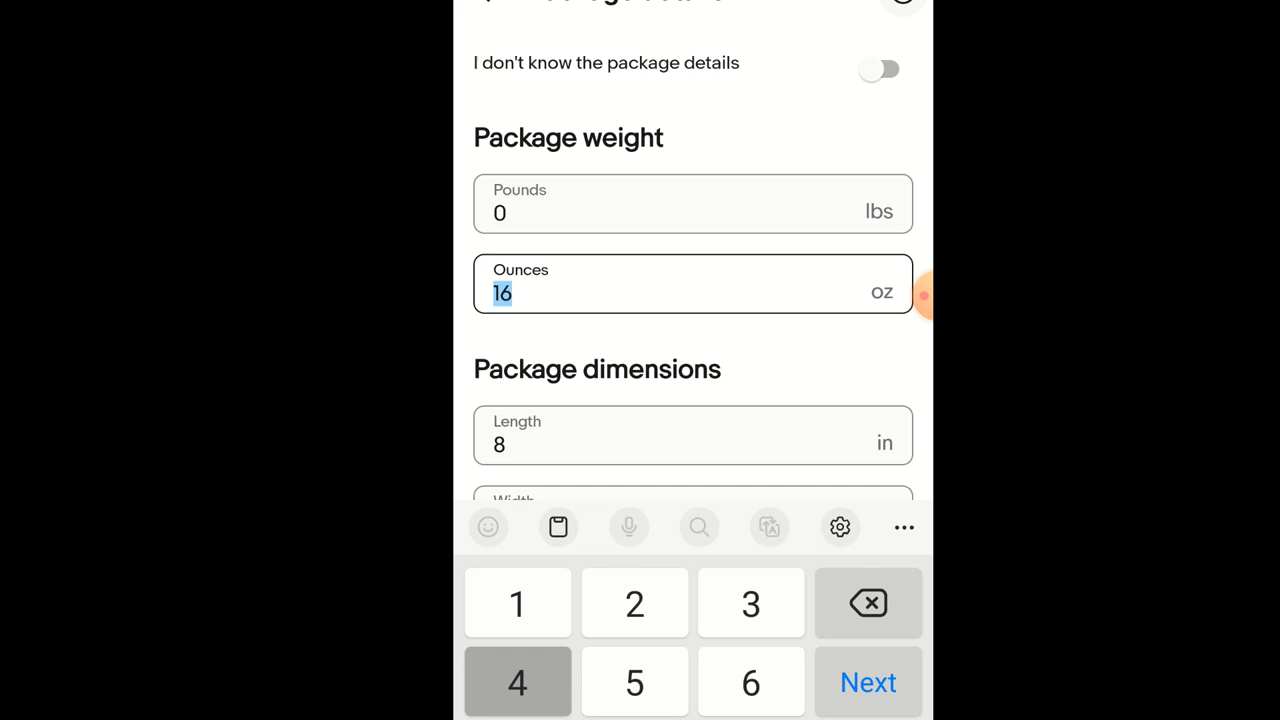 I don't know the package details
Package weight
Pounds
0 lbs
Ounces
16 oz
Package dimensions
Length
8 in
Width
1 2 3
4 5 6 Next